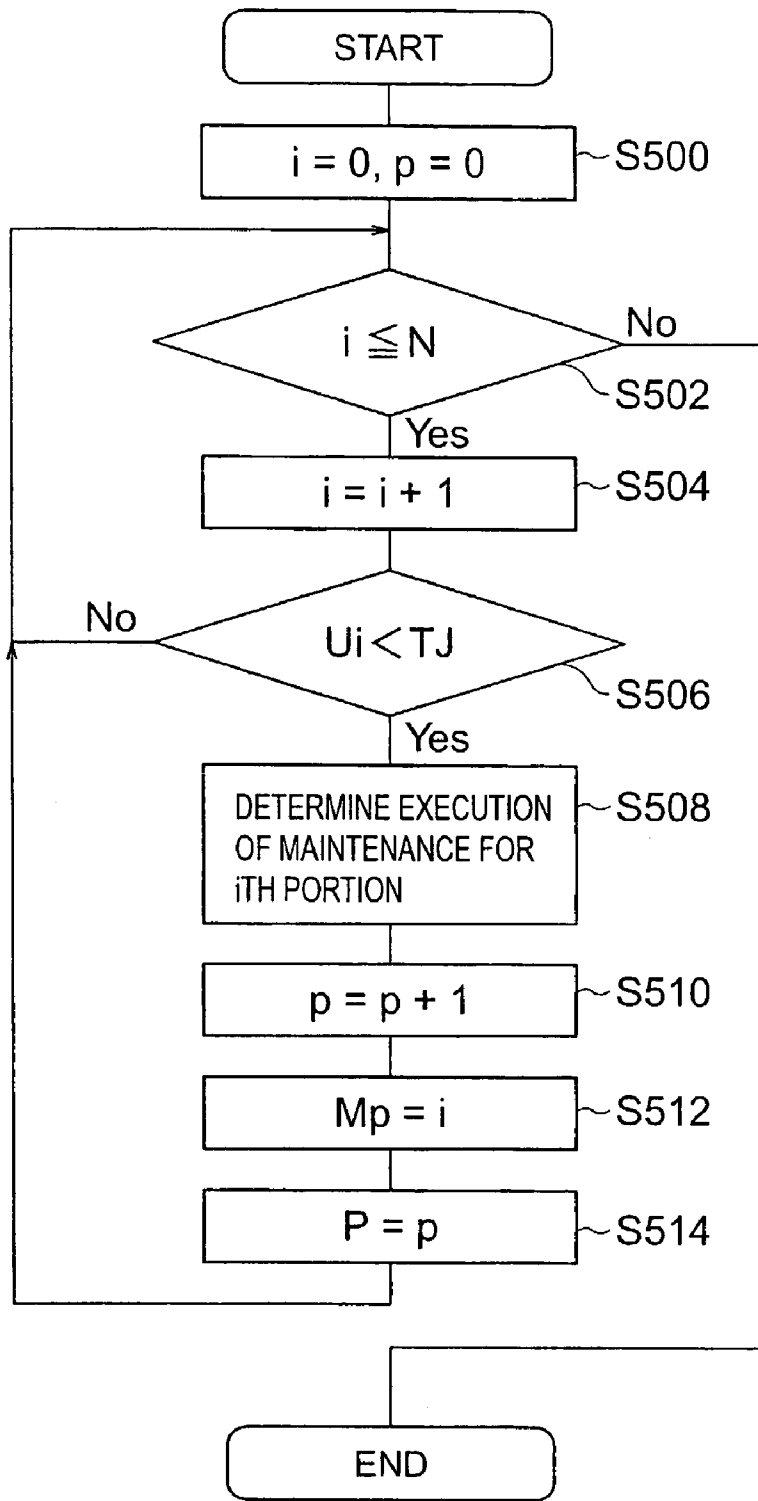 START
i = 0, p = 0
S500
i ≦ N
No
S502
Yes
i = i + 1
S504
No
Ui < TJ
S506
Yes
DETERMINE EXECUTION
OF MAINTENANCE FOR
iTH PORTION
S508
p = p + 1
S510
Mp = i
S512
P = p
S514
END